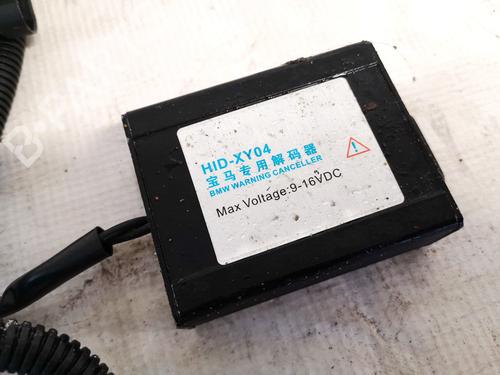 HID-XY04
宝马专用解码器
BMW WARNING CANCELLER
Max Voltage:9-16VDC